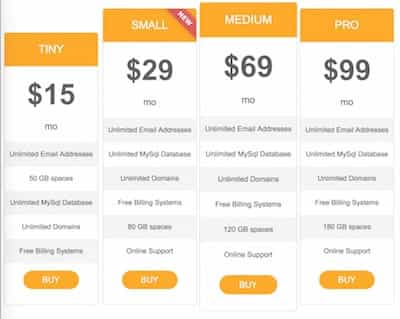 TINY
$15
mo
Unlimited Email Addresses
50 GB spaces
Unlimited MySql Database
Unlimited Domains
Free Billing Systems
BUY
SMALL
NEW
$29
mo
Unlimited Email Addresses
Unlimited MySql Database
Unlimited Domains
Free Billing Systems
80 GB spaces
Online Support
BUY
MEDIUM
$69
mo
Unlimited Email Addresses
Unlimited MySql Database
Unlimited Domains
Free Billing Systems
120 GB spaces
Online Support
BUY
PRO
$99
mo
Unlimited Email Addresses
Unlimited MySql Database
Unlimited Domains
Free Billing Systems
180 GB spaces
Online Support
BUY